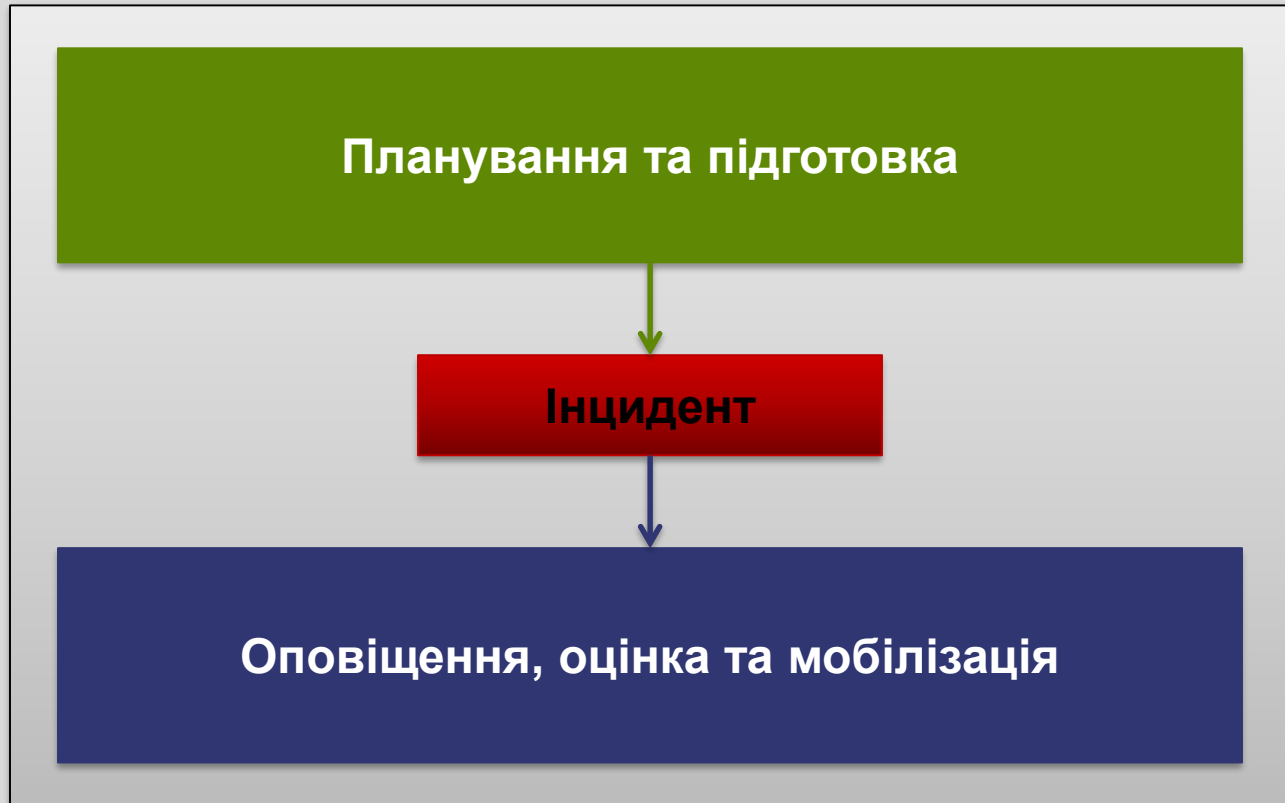 Планування та підготовка
Інцидент
Оповіщення, оцінка та мобілізація